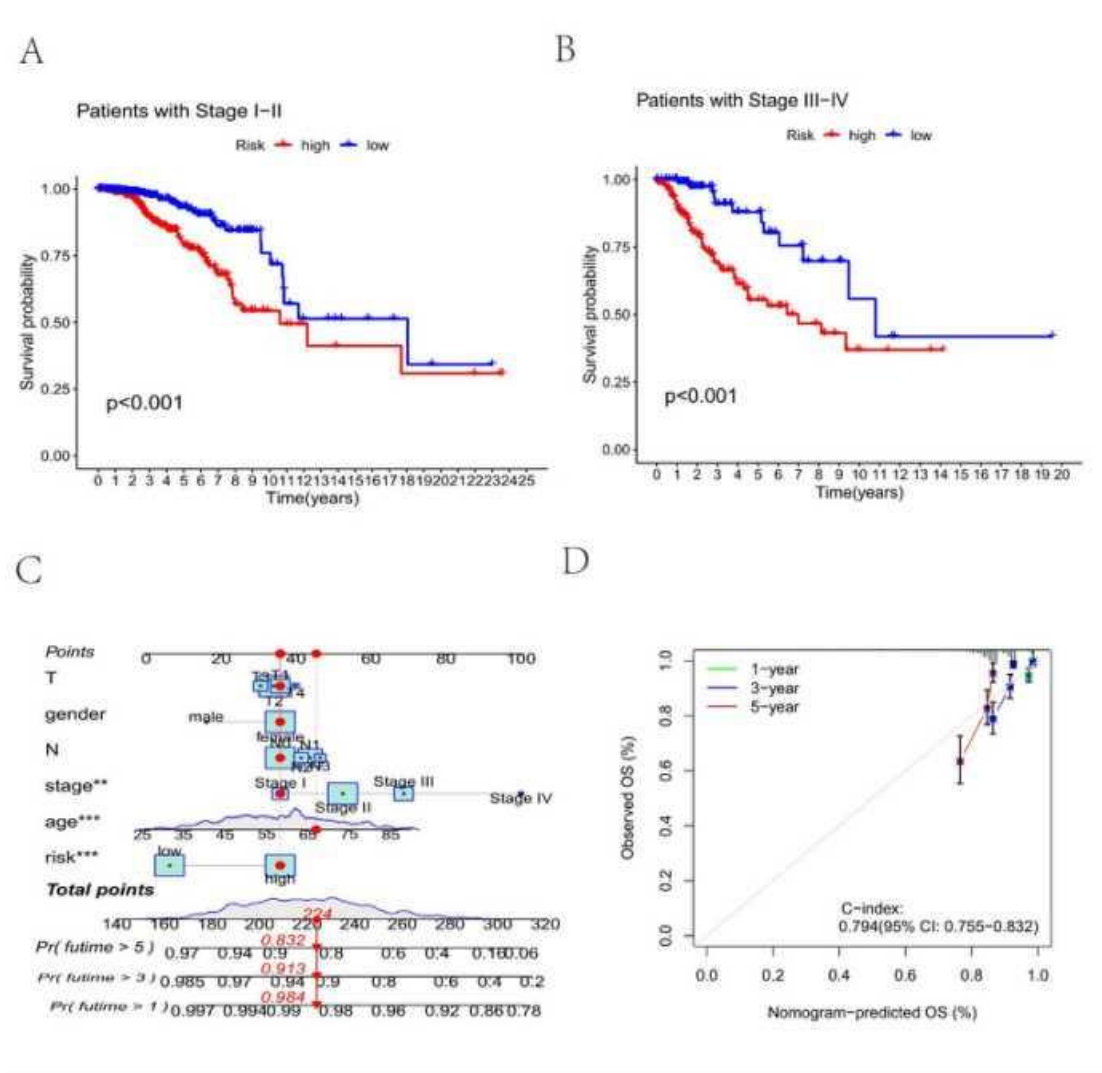 A
B
Patients with Stage I-II
Patients with Stage III-IV
Risk high low
Risk high low
Survival probability
1.00
0.75
0.50
0.25
0.00
p<0.001
0 1 2 3 4 5 6 7 8 9 10 11 12 13 14 15 16 17 18 19 20 21 22 23 24 25
Time(years)
Survival probability
1.00
0.75
0.50
0.25
0.00
p<0.001
0 1 2 3 4 5 6 7 8 9 10 11 12 13 14 15 16 17 18 19 20
Time(years)
C
D
Points
0 20 40 60 80 100
T
T3 T1
T2 4
gender
male
female
N
N0 N1
N2 N3
stage**
Stage I Stage III
Stage II Stage IV
age***
25 35 45 55 65 75 85
risk***
low
high
Total points
224
140 160 180 200 220 240 260 280 300 320
0.832
Pr( futime > 5 ) 0.97 0.94 0.9 0.8 0.6 0.4 0.16 0.06
0.913
Pr( futime > 3 ) 0.985 0.97 0.94 0.9 0.8 0.6 0.4 0.2
0.984
Pr( futime > 1 ) 0.997 0.994 0.99 0.98 0.96 0.92 0.86 0.78
Observed OS (%)
1.0
0.8
0.6
0.4
0.2
0.0
1-year
3-year
5-year
C-index:
0.794(95% CI: 0.755-0.832)
0.0 0.2 0.4 0.6 0.8 1.0
Nomogram-predicted OS (%)